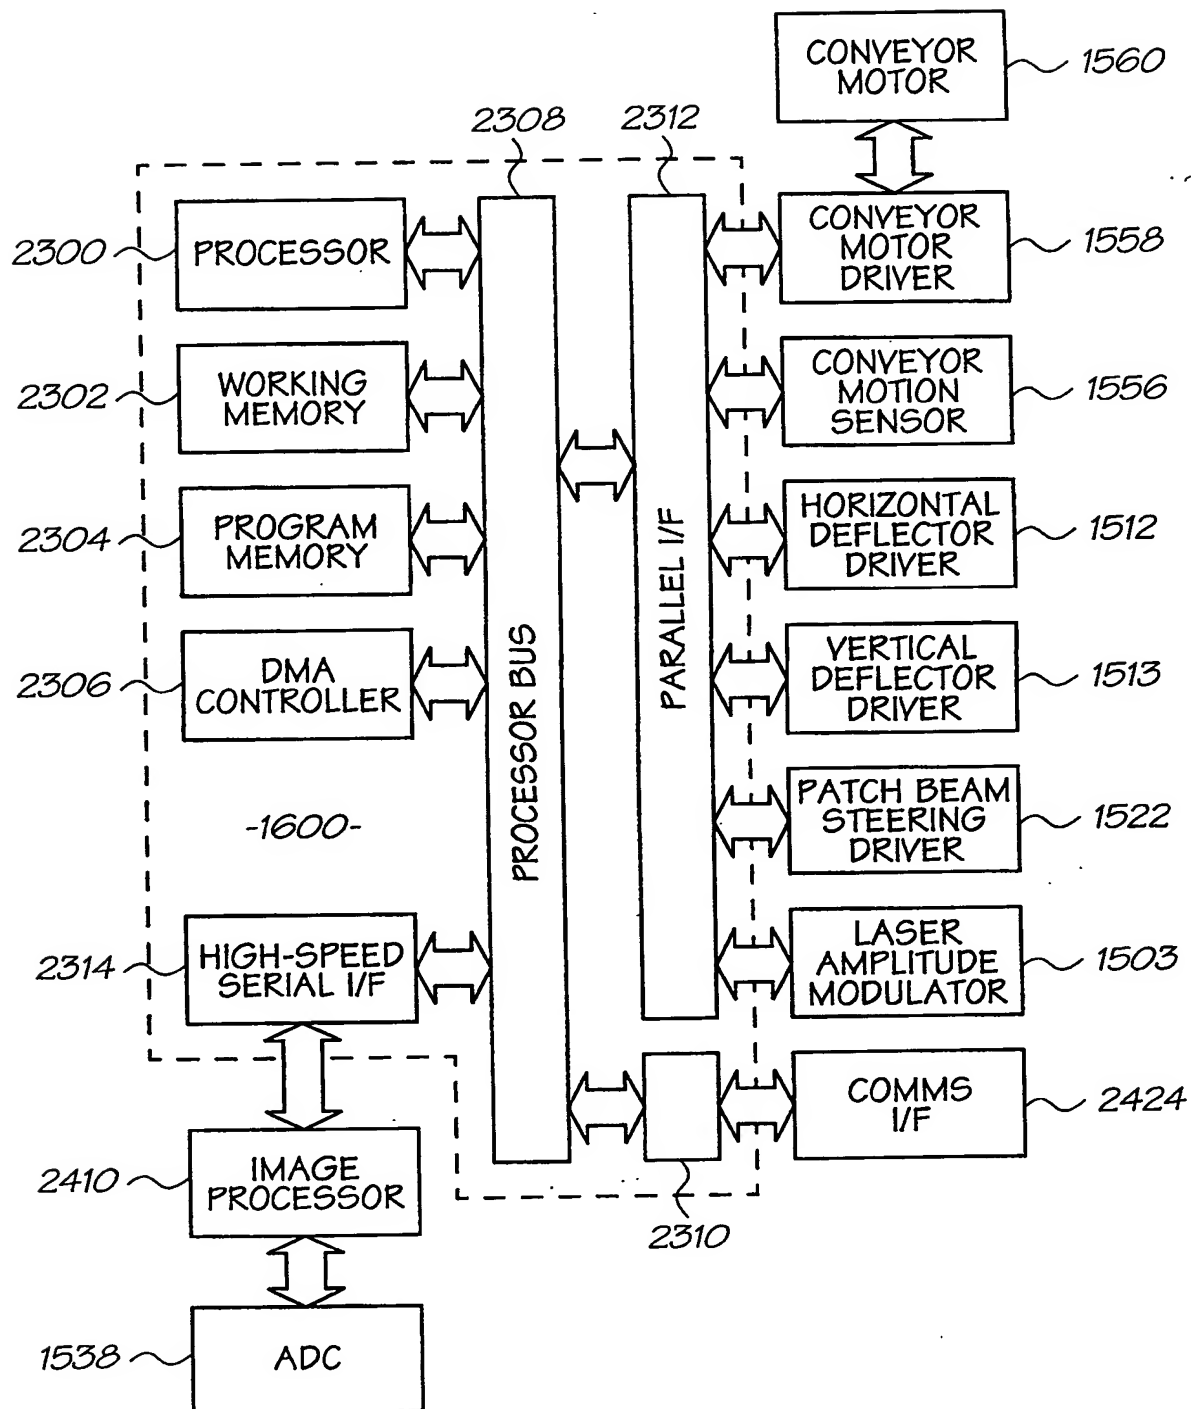 CONVEYOR
MOTOR
1560
2308
2312
2300
PROCESSOR
CONVEYOR
MOTOR
DRIVER
1558
2302
WORKING
MEMORY
CONVEYOR
MOTION
SENSOR
1556
2304
PROGRAM
MEMORY
HORIZONTAL
DEFLECTOR
DRIVER
1512
2306
DMA
CONTROLLER
PROCESSOR BUS
PARALLEL I/F
VERTICAL
DEFLECTOR
DRIVER
1513
-1600-
PATCH BEAM
STEERING
DRIVER
1522
2314
HIGH-SPEED
SERIAL I/F
LASER
AMPLITUDE
MODULATOR
1503
COMMS
I/F
2424
2410
IMAGE
PROCESSOR
2310
1538
ADC